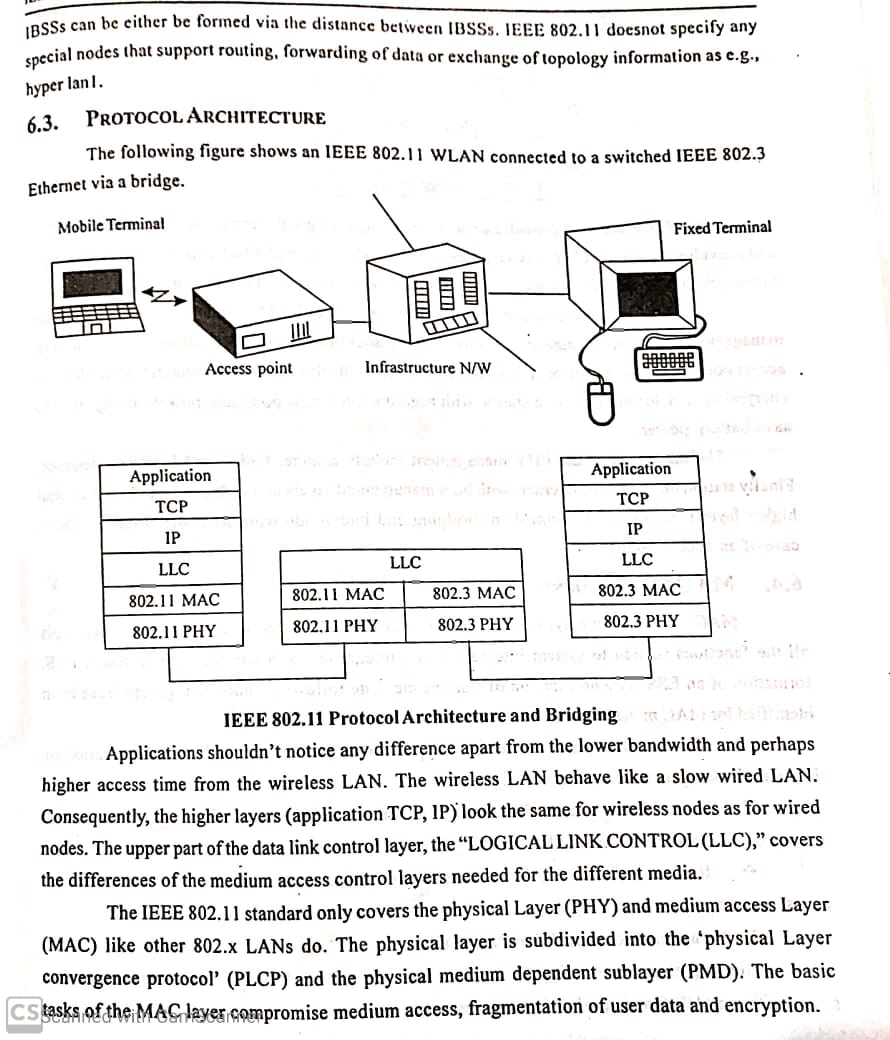 IBSSs can be either be formed via the distance between IBSSs. IEEE 802.11 doesnot specify any
special nodes that support routing, forwarding of data or exchange of topology information as e.g.,
hyper lan1.
6.3. PROTOCOL ARCHITECTURE
The following figure shows an IEEE 802.11 WLAN connected to a switched IEEE 802.3
Ethernet via a bridge.
Mobile Terminal
Fixed Terminal
Access point
Infrastructure N/W
Application
TCP
IP
LLC
802.11 MAC
802.11 PHY
LLC
802.11 MAC 802.3 MAC
802.11 PHY 802.3 PHY
Application
TCP
IP
LLC
802.3 MAC
802.3 PHY
IEEE 802.11 Protocol Architecture and Bridging
Applications shouldn't notice any difference apart from the lower bandwidth and perhaps
higher access time from the wireless LAN. The wireless LAN behave like a slow wired LAN.
Consequently, the higher layers (application TCP, IP) look the same for wireless nodes as for wired
nodes. The upper part of the data link control layer, the "LOGICAL LINK CONTROL (LLC)," covers
the differences of the medium access control layers needed for the different media.
The IEEE 802.11 standard only covers the physical Layer (PHY) and medium access Layer
(MAC) like other 802.x LANs do. The physical layer is subdivided into the 'physical Layer
convergence protocol' (PLCP) and the physical medium dependent sublayer (PMD). The basic
tasks of the MAC layer compromise medium access, fragmentation of user data and encryption.
CS Scanned with CamScanner